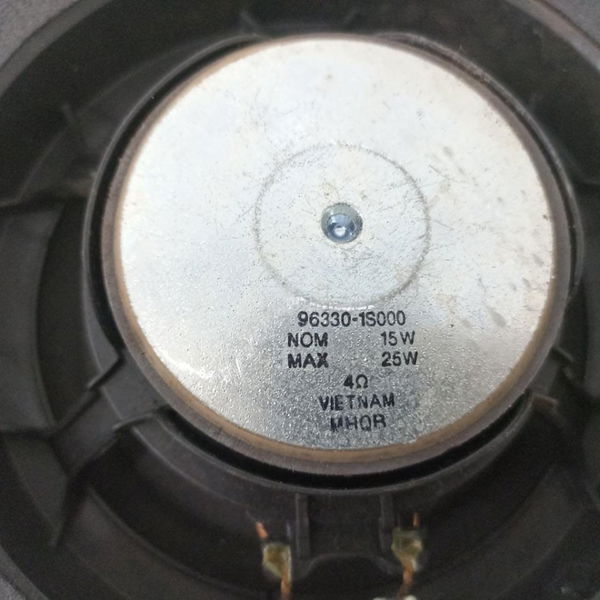 96330-1S000
NOM 15W
MAX 25W
4Ω
VIETNAM
MHQR